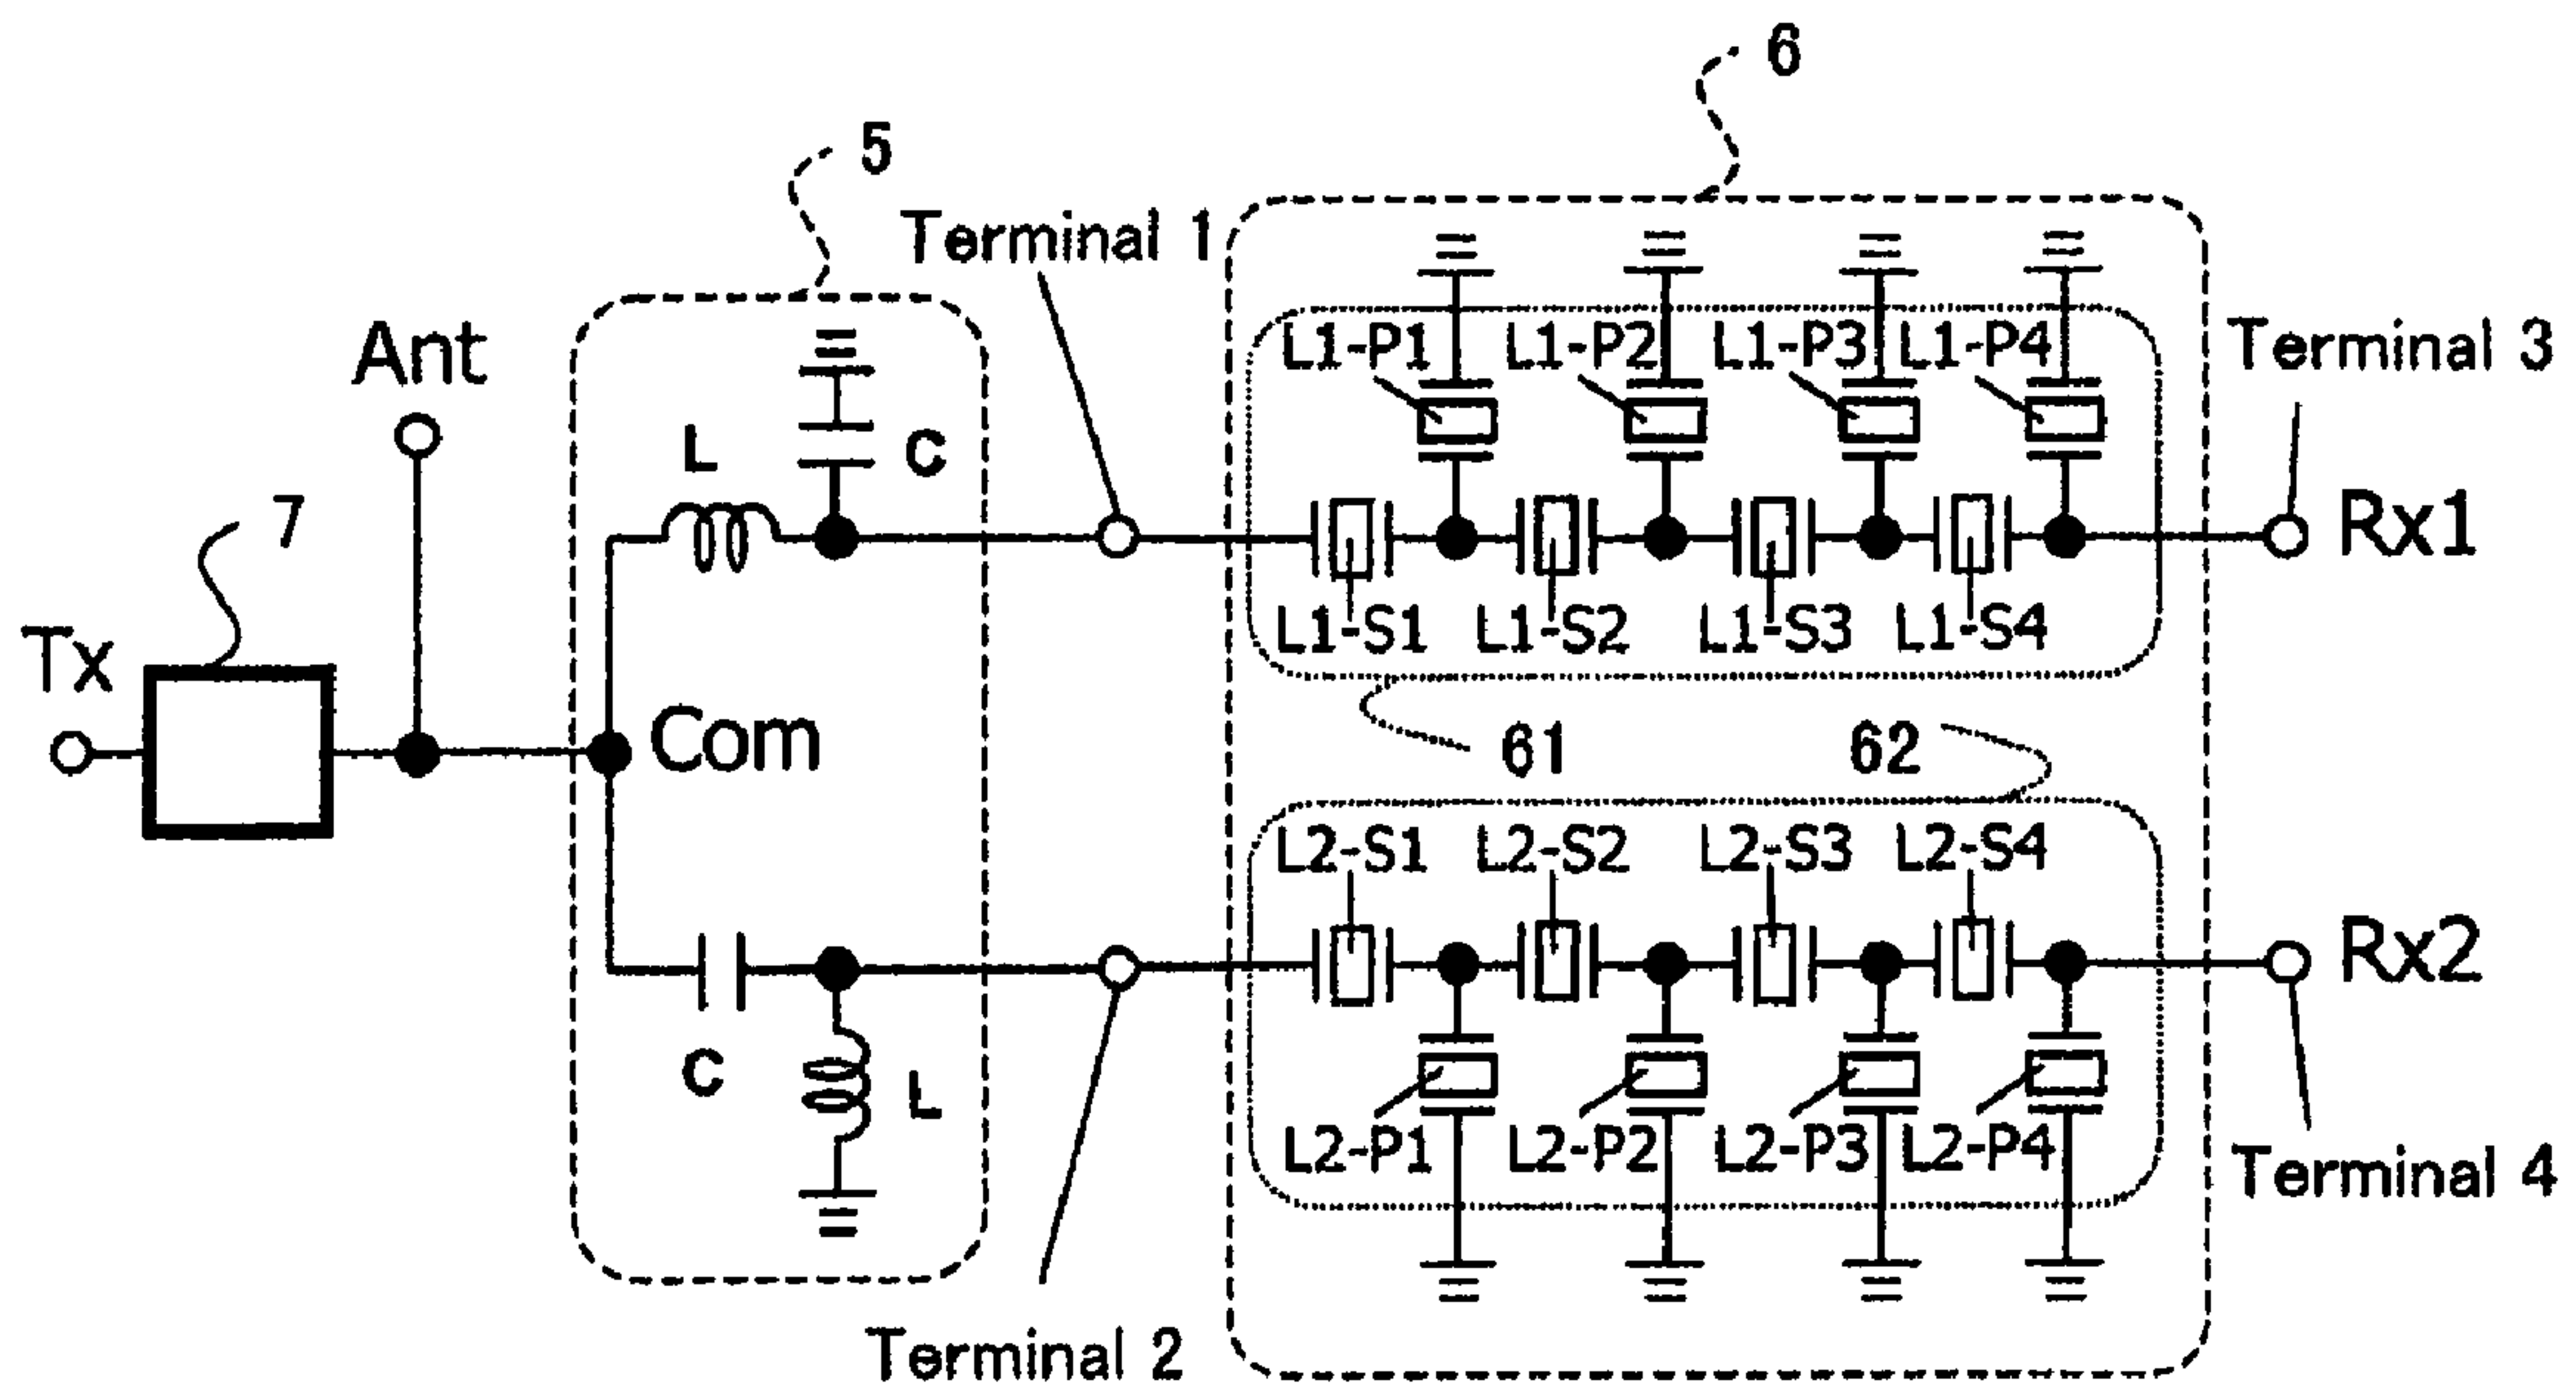 6
5
Terminal 1
Ant
L1-P1 L1-P2 L1-P3 L1-P4
Terminal 3
L C
7
Rx1
Tx
L1-S1 L1-S2 L1-S3 L1-S4
Com
61 62
L2-S1 L2-S2 L2-S3 L2-S4
Rx2
C L
L2-P1 L2-P2 L2-P3 L2-P4
Terminal 4
Terminal 2